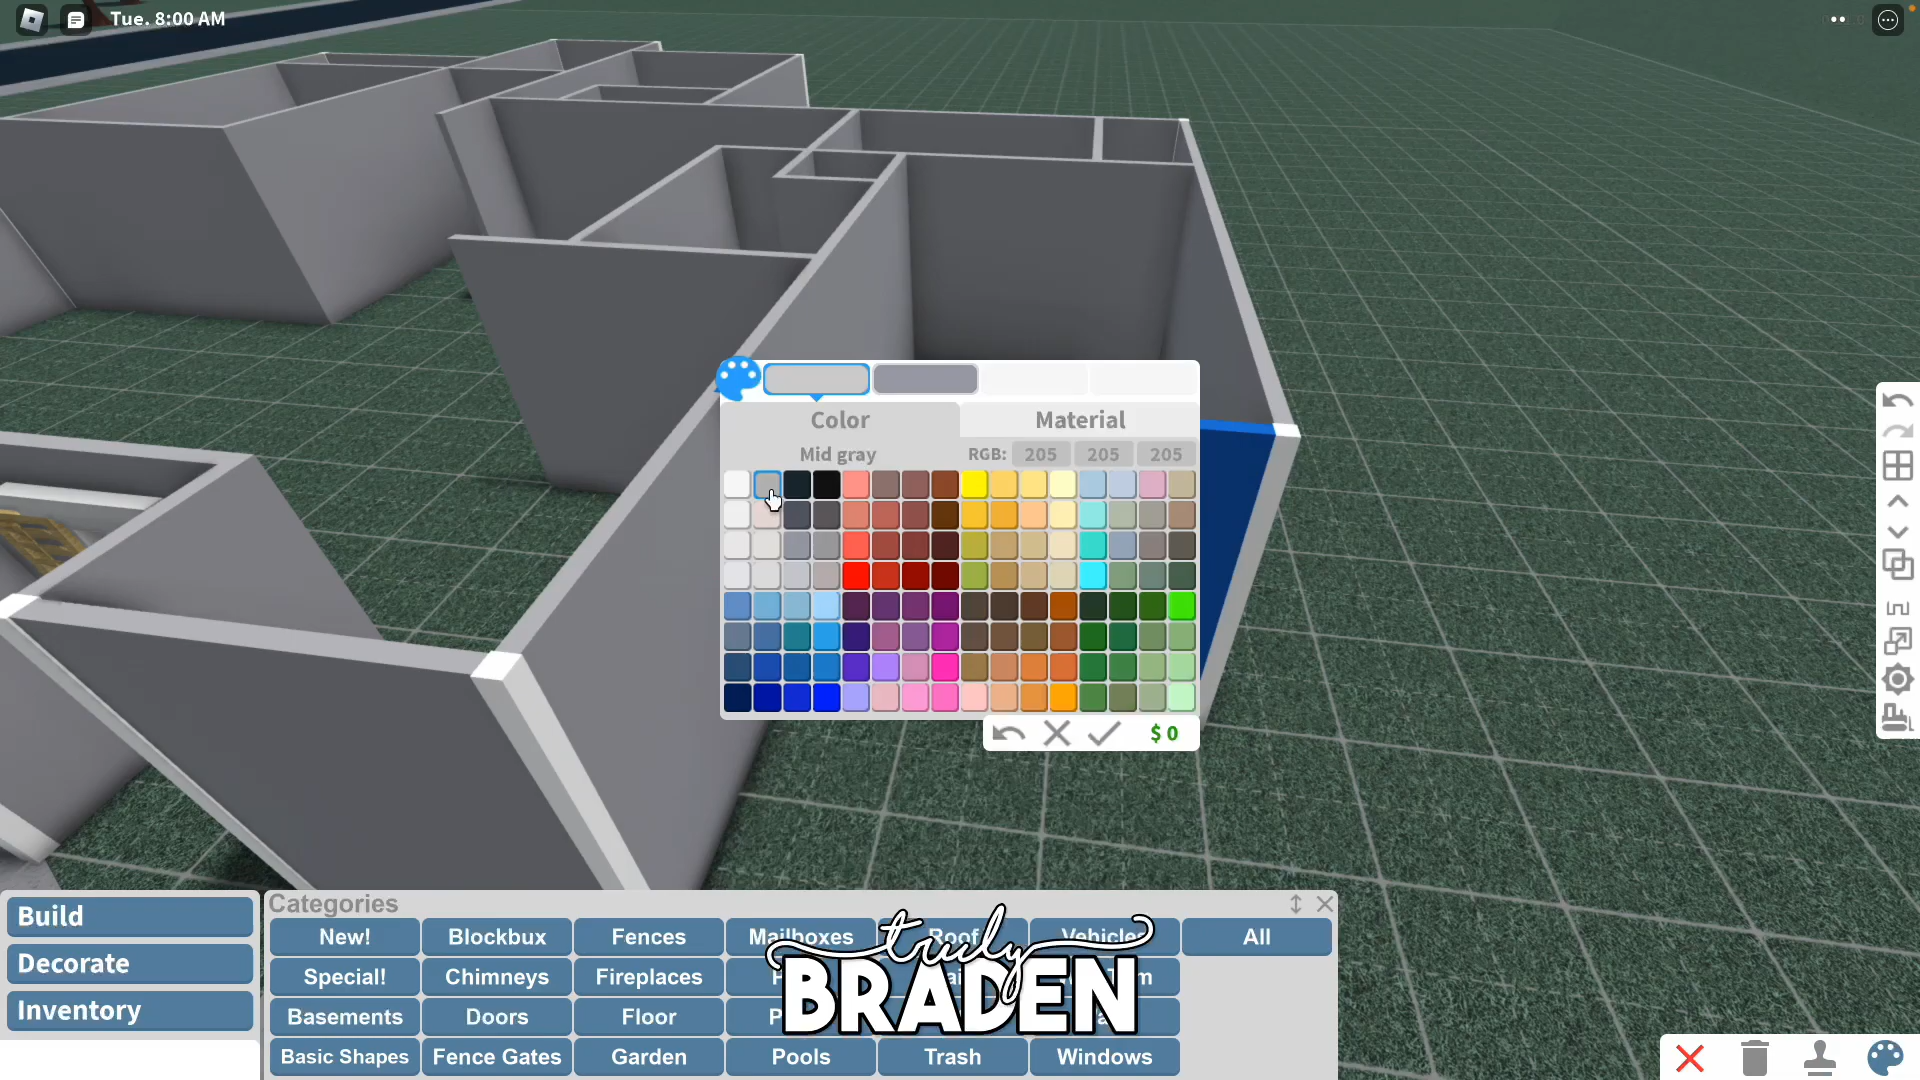 Tue. 8:00 AM
Color
Material
Mid gray
RGB: 205 205 205
$ 0
Build
Decorate
Inventory
Categories
New! Blockbux Fences Mailboxes Roof Vehicles All
Special! Chimneys Fireplaces
Basements Doors Floor
Basic Shapes Fence Gates Garden Pools Trash Windows
truly
BRADEN